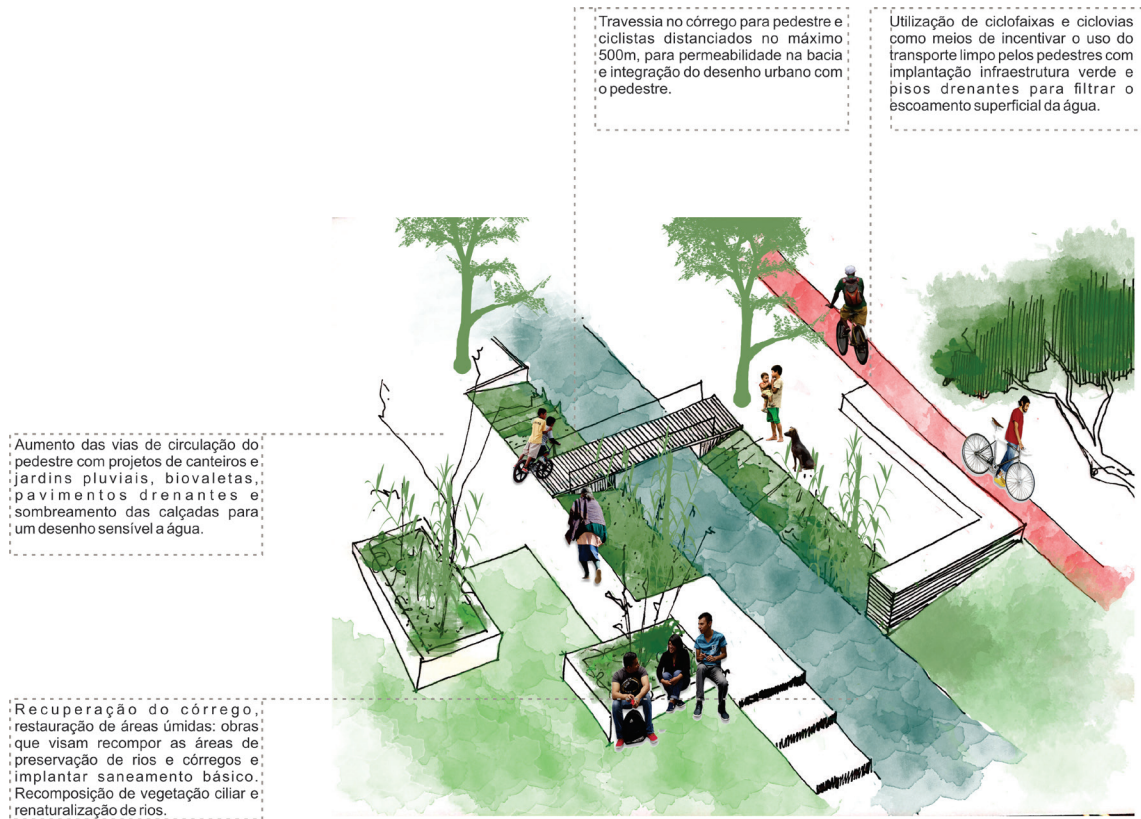 Travessia no córrego para pedestre e
ciclistas distanciados no máximo
500m, para permeabilidade na bacia
e integração do desenho urbano com
o pedestre.
Utilização de ciclofaixas e ciclovias
como meios de incentivar o uso do
transporte limpo pelos pedestres com
implantação infraestrutura verde e
pisos drenantes para filtrar o
escoamento superficial da água.
Aumento das vias de circulação do
pedestre com projetos de canteiros e
jardins pluviais, biovaletas,
pavimentos drenantes e
sombreamento das calçadas para
um desenho sensível a água.
Recuperação do córrego,
restauração de áreas úmidas: obras
que visam recompor as áreas de
preservação de rios e córregos e
implantar saneamento básico.
Recomposição de vegetação ciliar e
renaturalização de rios.